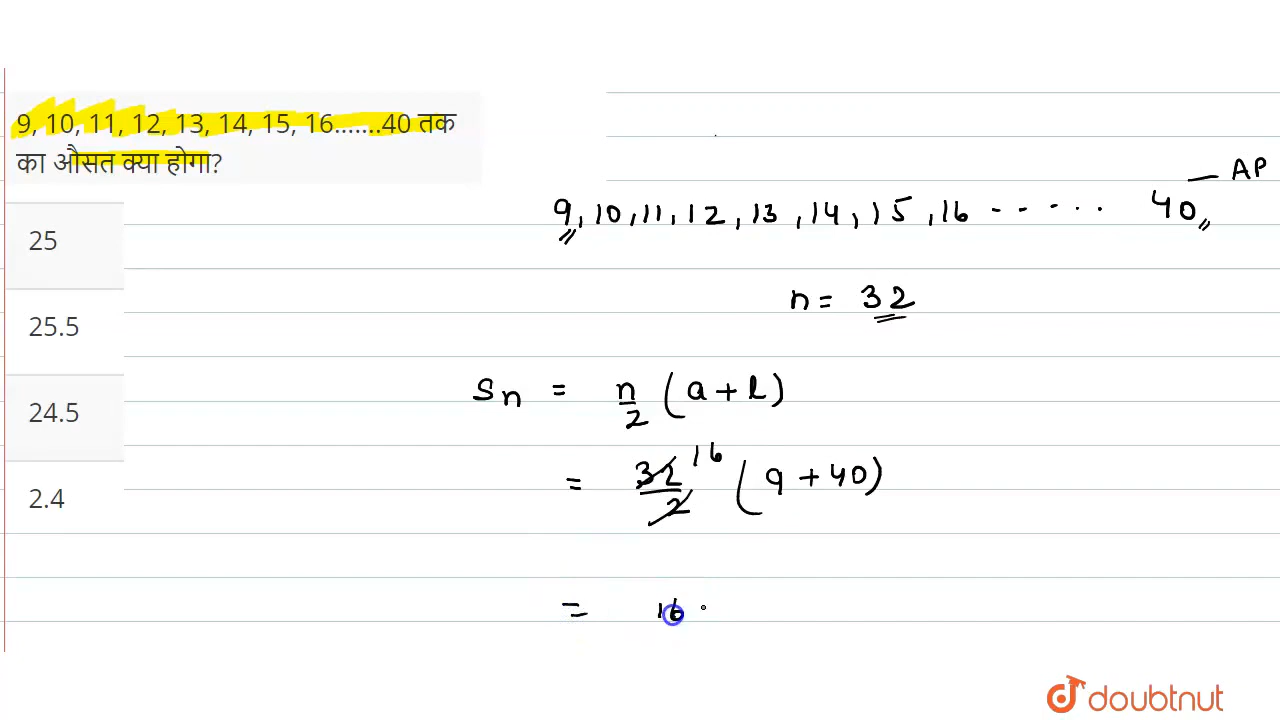 9, 10, 11, 12, 13, 14, 15, 16.......40 तक
का औसत क्या होगा?
25
25.5
24.5
2.4
9, 10, 11, 12, 13, 14, 15, 16 ------ 40, — AP
n = 32
Sn = n/2 (a + l)
= 32/2 16 (9 + 40)
= 16 .
doubtnut